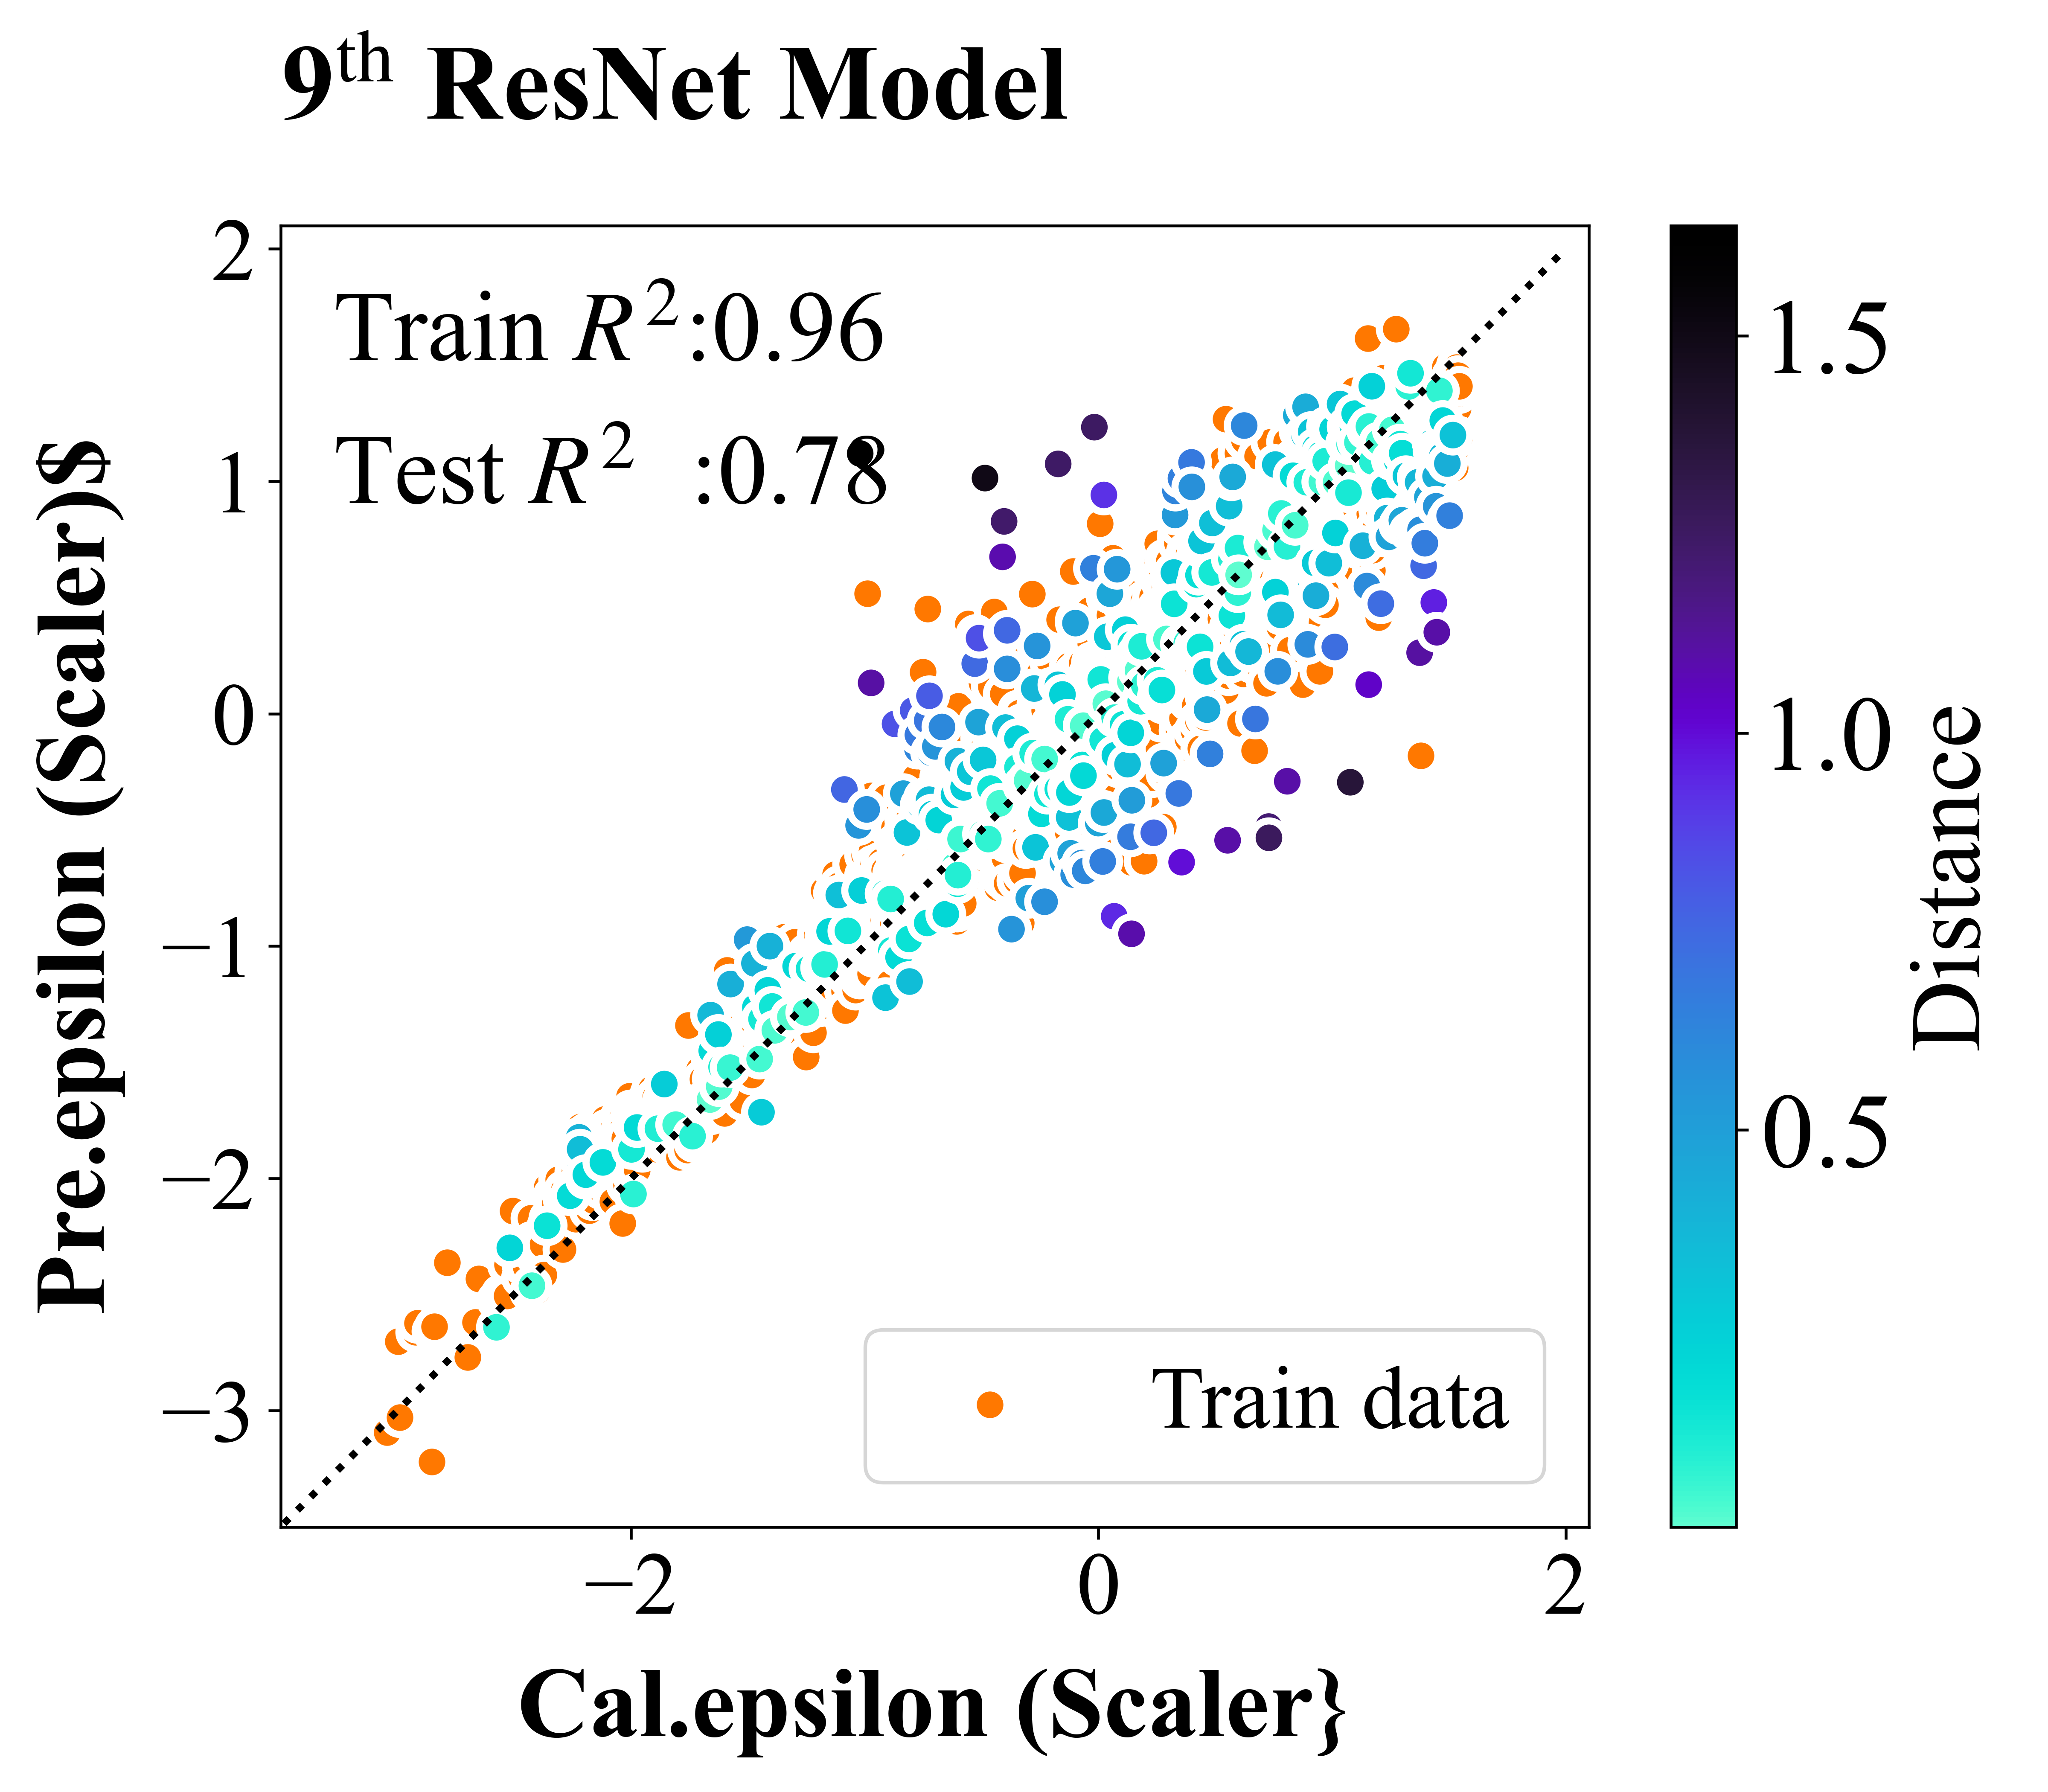 9th ResNet Model
2
1
0
−1
−2
−3
Pre.epsilon (Scaler)$
Train R2:0.96
Test R2 :0.78
Train data
−2 0 2
Cal.epsilon (Scaler}
1.5
1.0
0.5
Distance